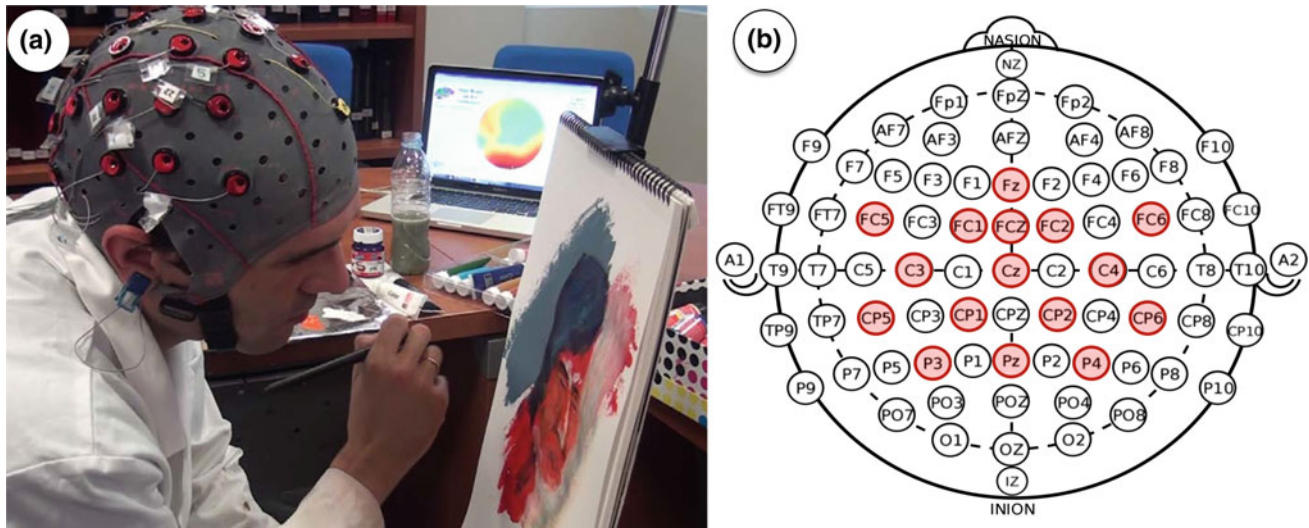 (a)
5
(b)
NASION
NZ
Fp1 FpZ Fp2
AF7 AF3 AFZ AF4 AF8
F9 F7 F5 F3 F1 Fz F2 F4 F6 F8 F10
FT9 FT7 FC5 FC3 FC1 FCZ FC2 FC4 FC6 FC8 FC10
A1 T9 T7 C5 C3 C1 Cz C2 C4 C6 T8 T10 A2
TP9 TP7 CP5 CP3 CP1 CPZ CP2 CP4 CP6 CP8 CP10
P9 P7 P5 P3 P1 Pz P2 P4 P6 P8 P10
PO7 PO3 POZ PO4 PO8
O1 OZ O2
IZ
INION